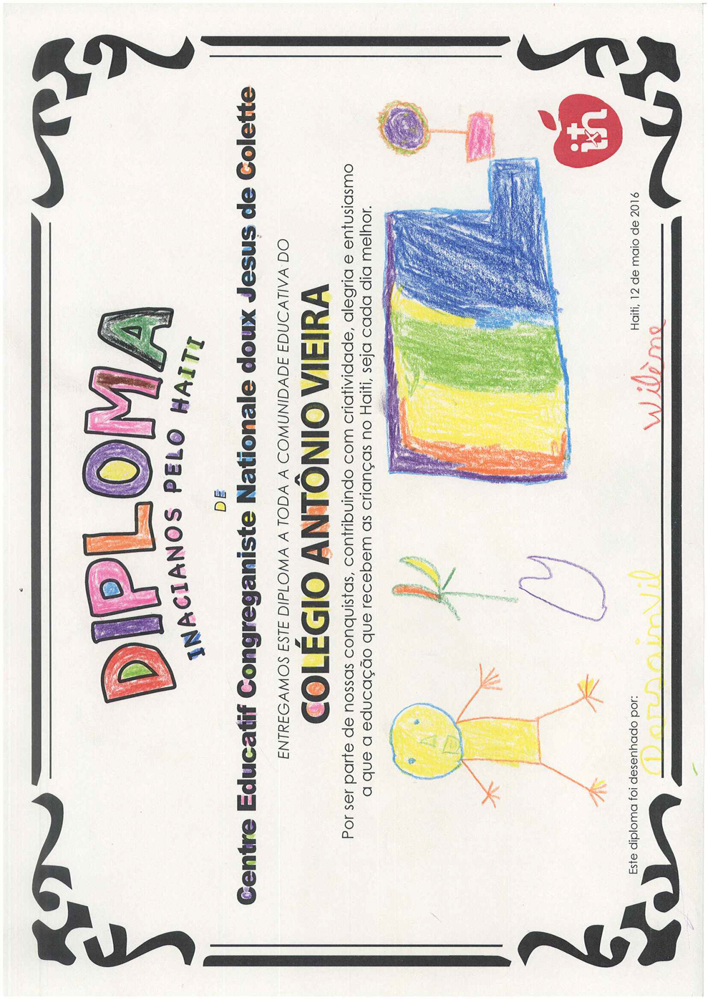 DIPLOMA
INACIANOS PELO HAITI
DE
Centre Educatif Congreganiste Nationale doux Jesus de Colette
ENTREGAMOS ESTE DIPLOMA A TODA A COMUNIDADE EDUCATIVA DO
COLÉGIO ANTÔNIO VIEIRA
Por ser parte de nossas conquistas, contribuindo com criatividade, alegria e entusiasmo
a que a educação que recebem as crianças no Haiti, seja cada dia melhor.
ixh
Este diploma foi desenhado por:
Haiti, 12 de maio de 2016
Wilème